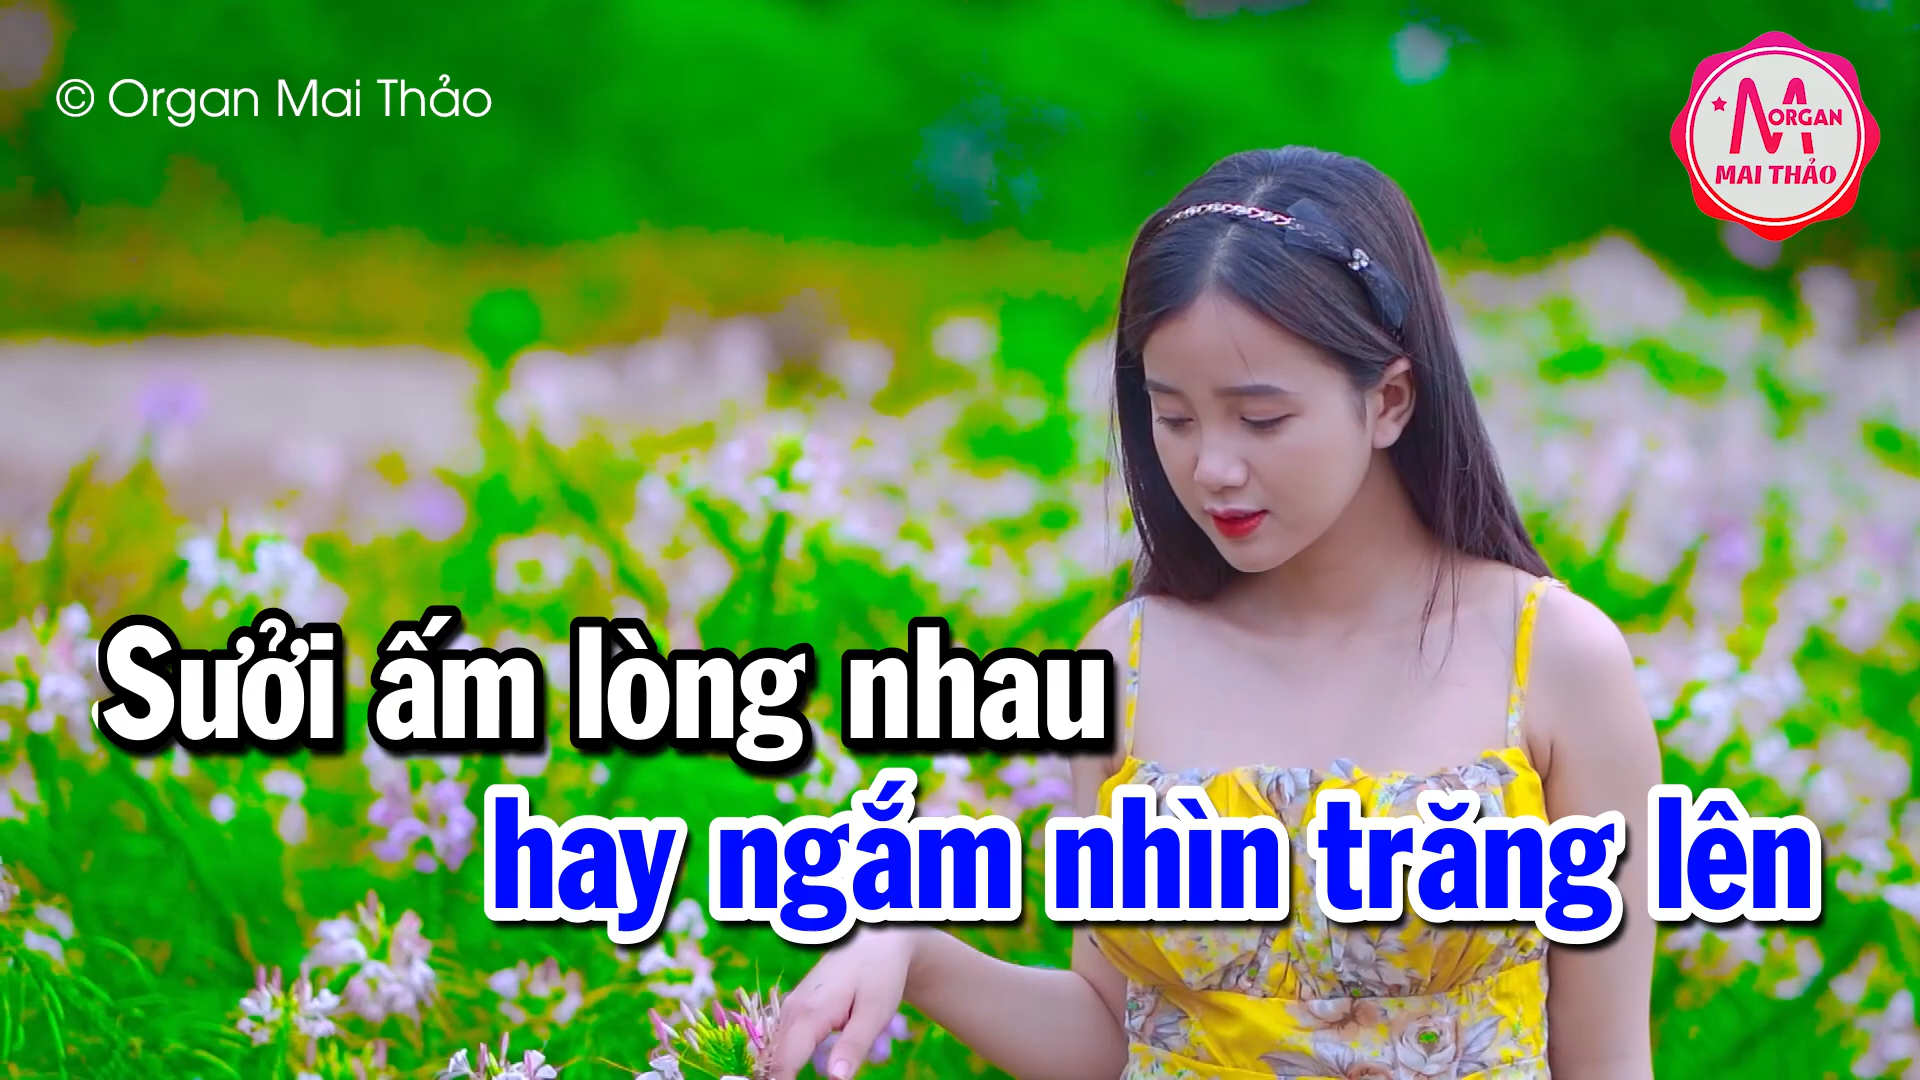 © Organ Mai Thảo
M ORGAN
MAI THẢO
Sưởi ấm lòng nhau
hay ngắm nhìn trăng lên